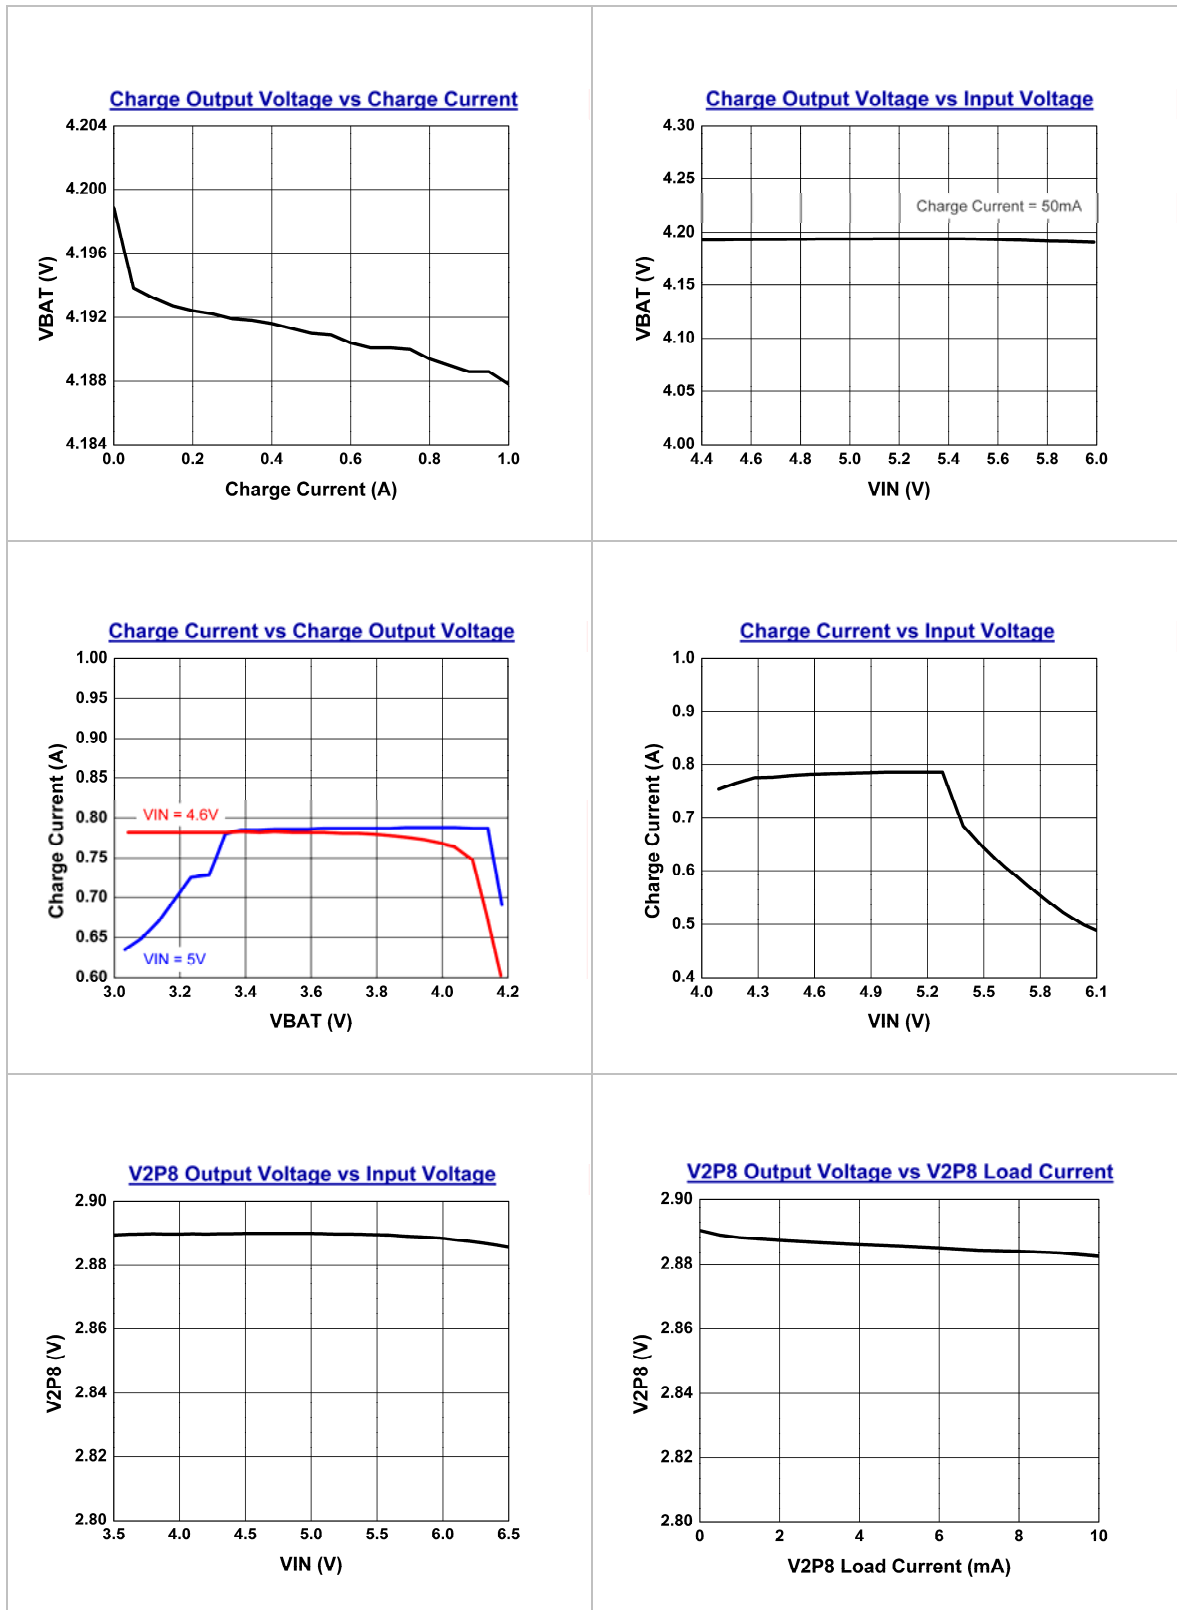 Charge Output Voltage vs Charge Current
4.204
4.200
4.196
4.192
4.188
4.184
VBAT (V)
0.0 0.2 0.4 0.6 0.8 1.0
Charge Current (A)
Charge Output Voltage vs Input Voltage
4.30
4.25
4.20
4.15
4.10
4.05
4.00
VBAT (V)
Charge Current = 50mA
4.4 4.6 4.8 5.0 5.2 5.4 5.6 5.8 6.0
VIN (V)
Charge Current vs Charge Output Voltage
1.00
0.95
0.90
0.85
0.80
0.75
0.70
0.65
0.60
Charge Current (A)
VIN = 4.6V
VIN = 5V
3.0 3.2 3.4 3.6 3.8 4.0 4.2
VBAT (V)
Charge Current vs Input Voltage
1.0
0.9
0.8
0.7
0.6
0.5
0.4
Charge Current (A)
4.0 4.3 4.6 4.9 5.2 5.5 5.8 6.1
VIN (V)
V2P8 Output Voltage vs Input Voltage
2.90
2.88
2.86
2.84
2.82
2.80
V2P8 (V)
3.5 4.0 4.5 5.0 5.5 6.0 6.5
VIN (V)
V2P8 Output Voltage vs V2P8 Load Current
2.90
2.88
2.86
2.84
2.82
2.80
V2P8 (V)
0 2 4 6 8 10
V2P8 Load Current (mA)